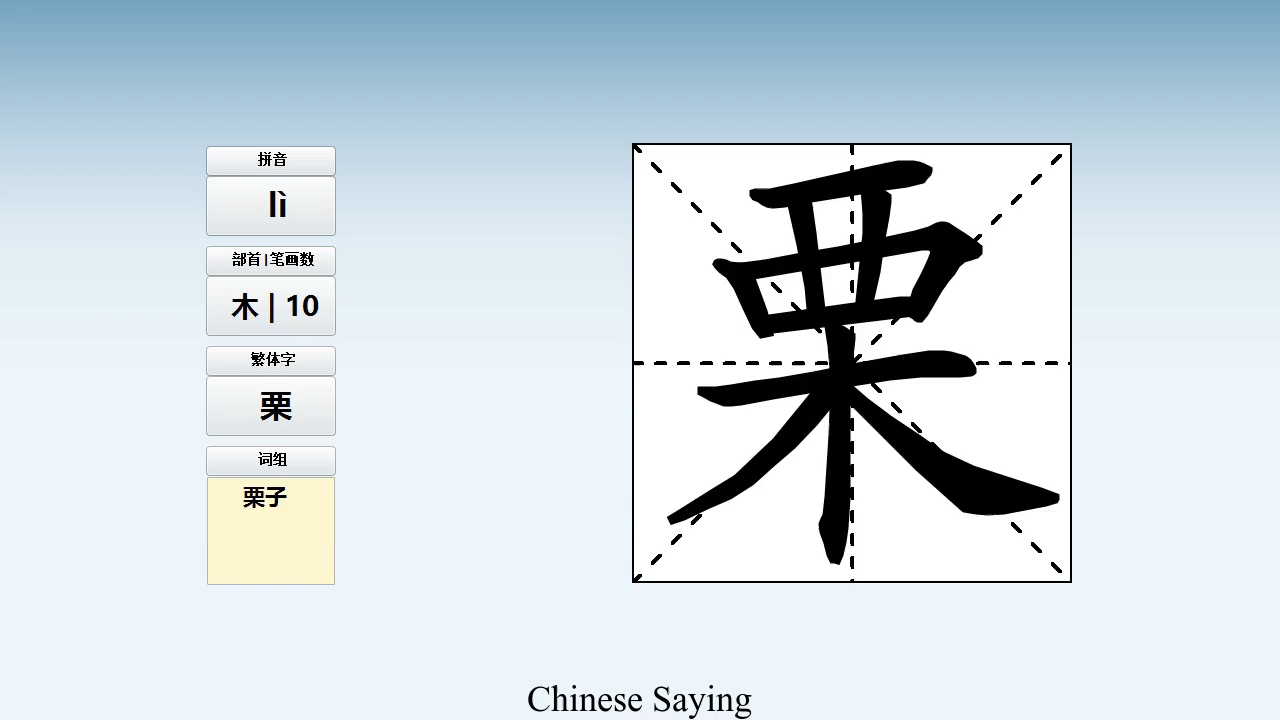 拼音
lì
部首|笔画数
木 | 10
繁体字
栗
词组
栗子
栗
Chinese Saying